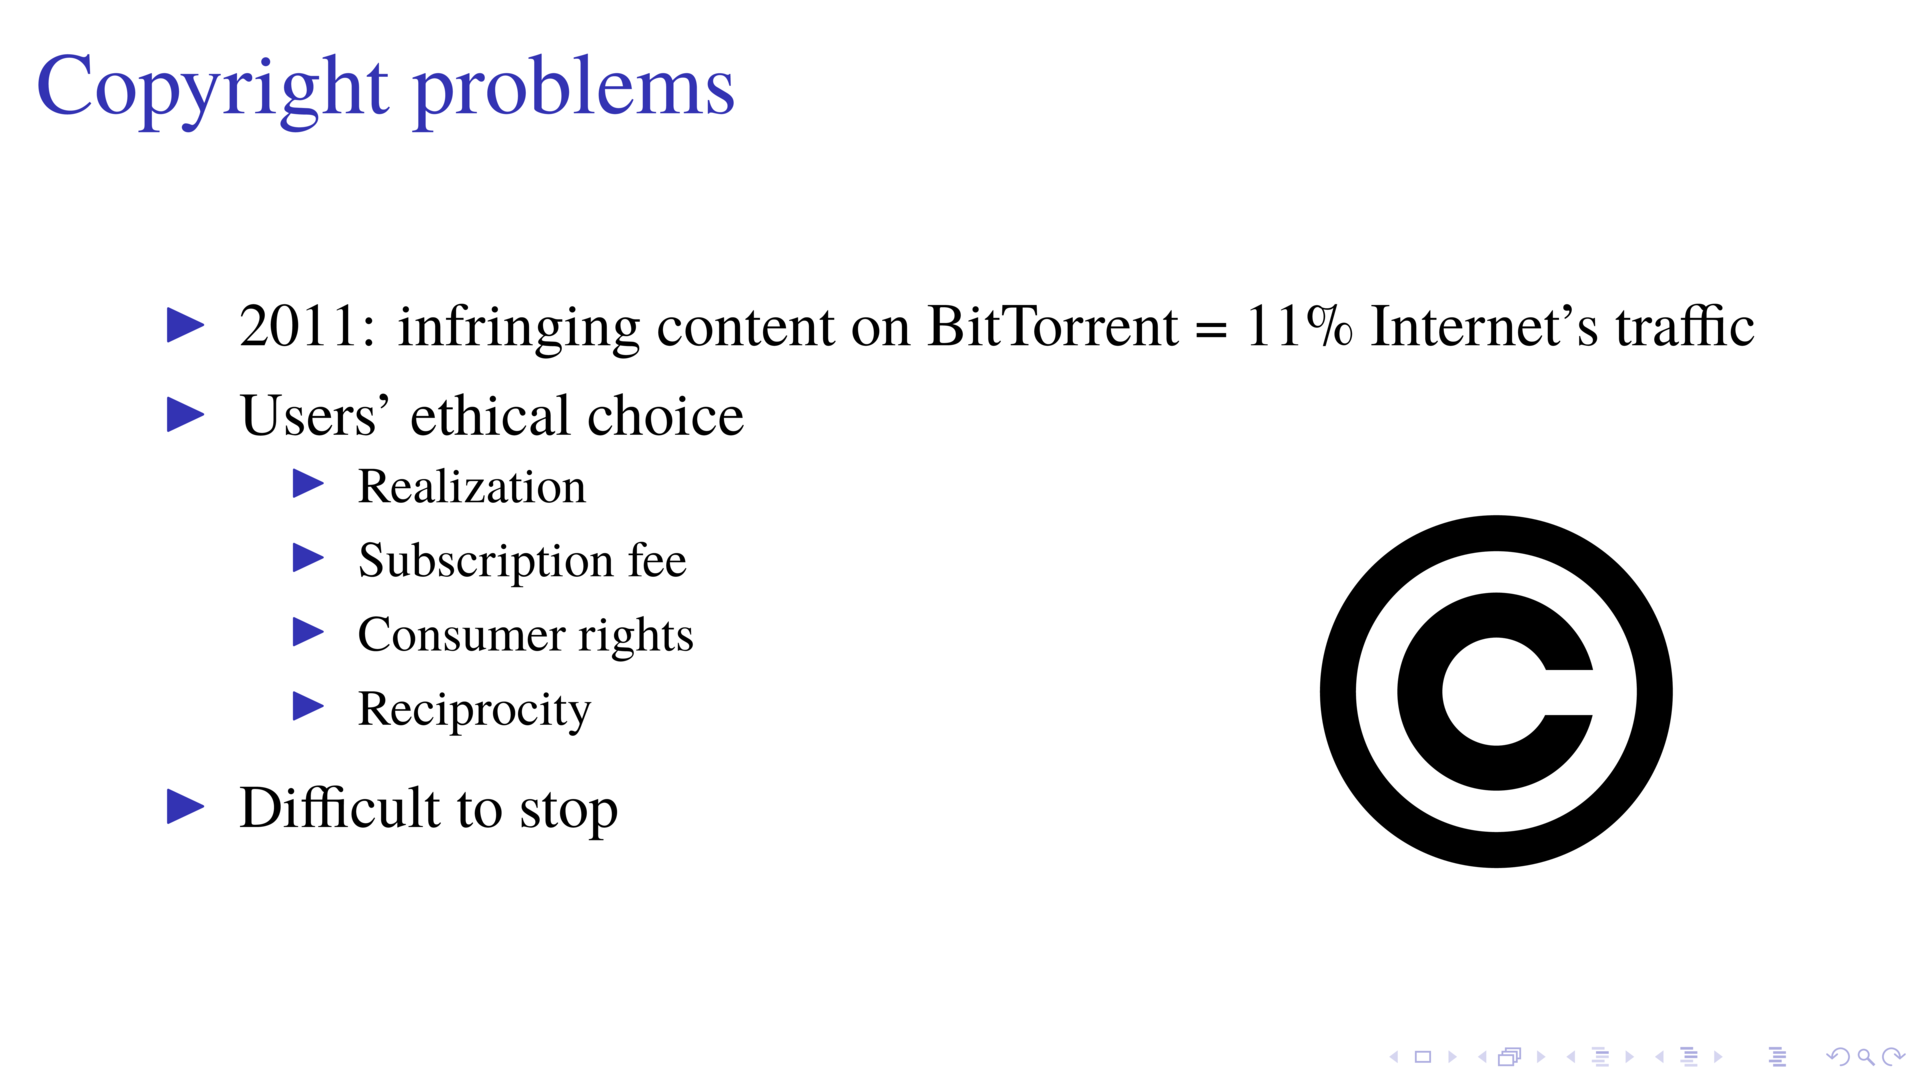 Copyright problems
2011: infringing content on BitTorrent = 11% Internet’s traffic
Users’ ethical choice
Realization
Subscription fee
Consumer rights
Reciprocity
Difficult to stop
©